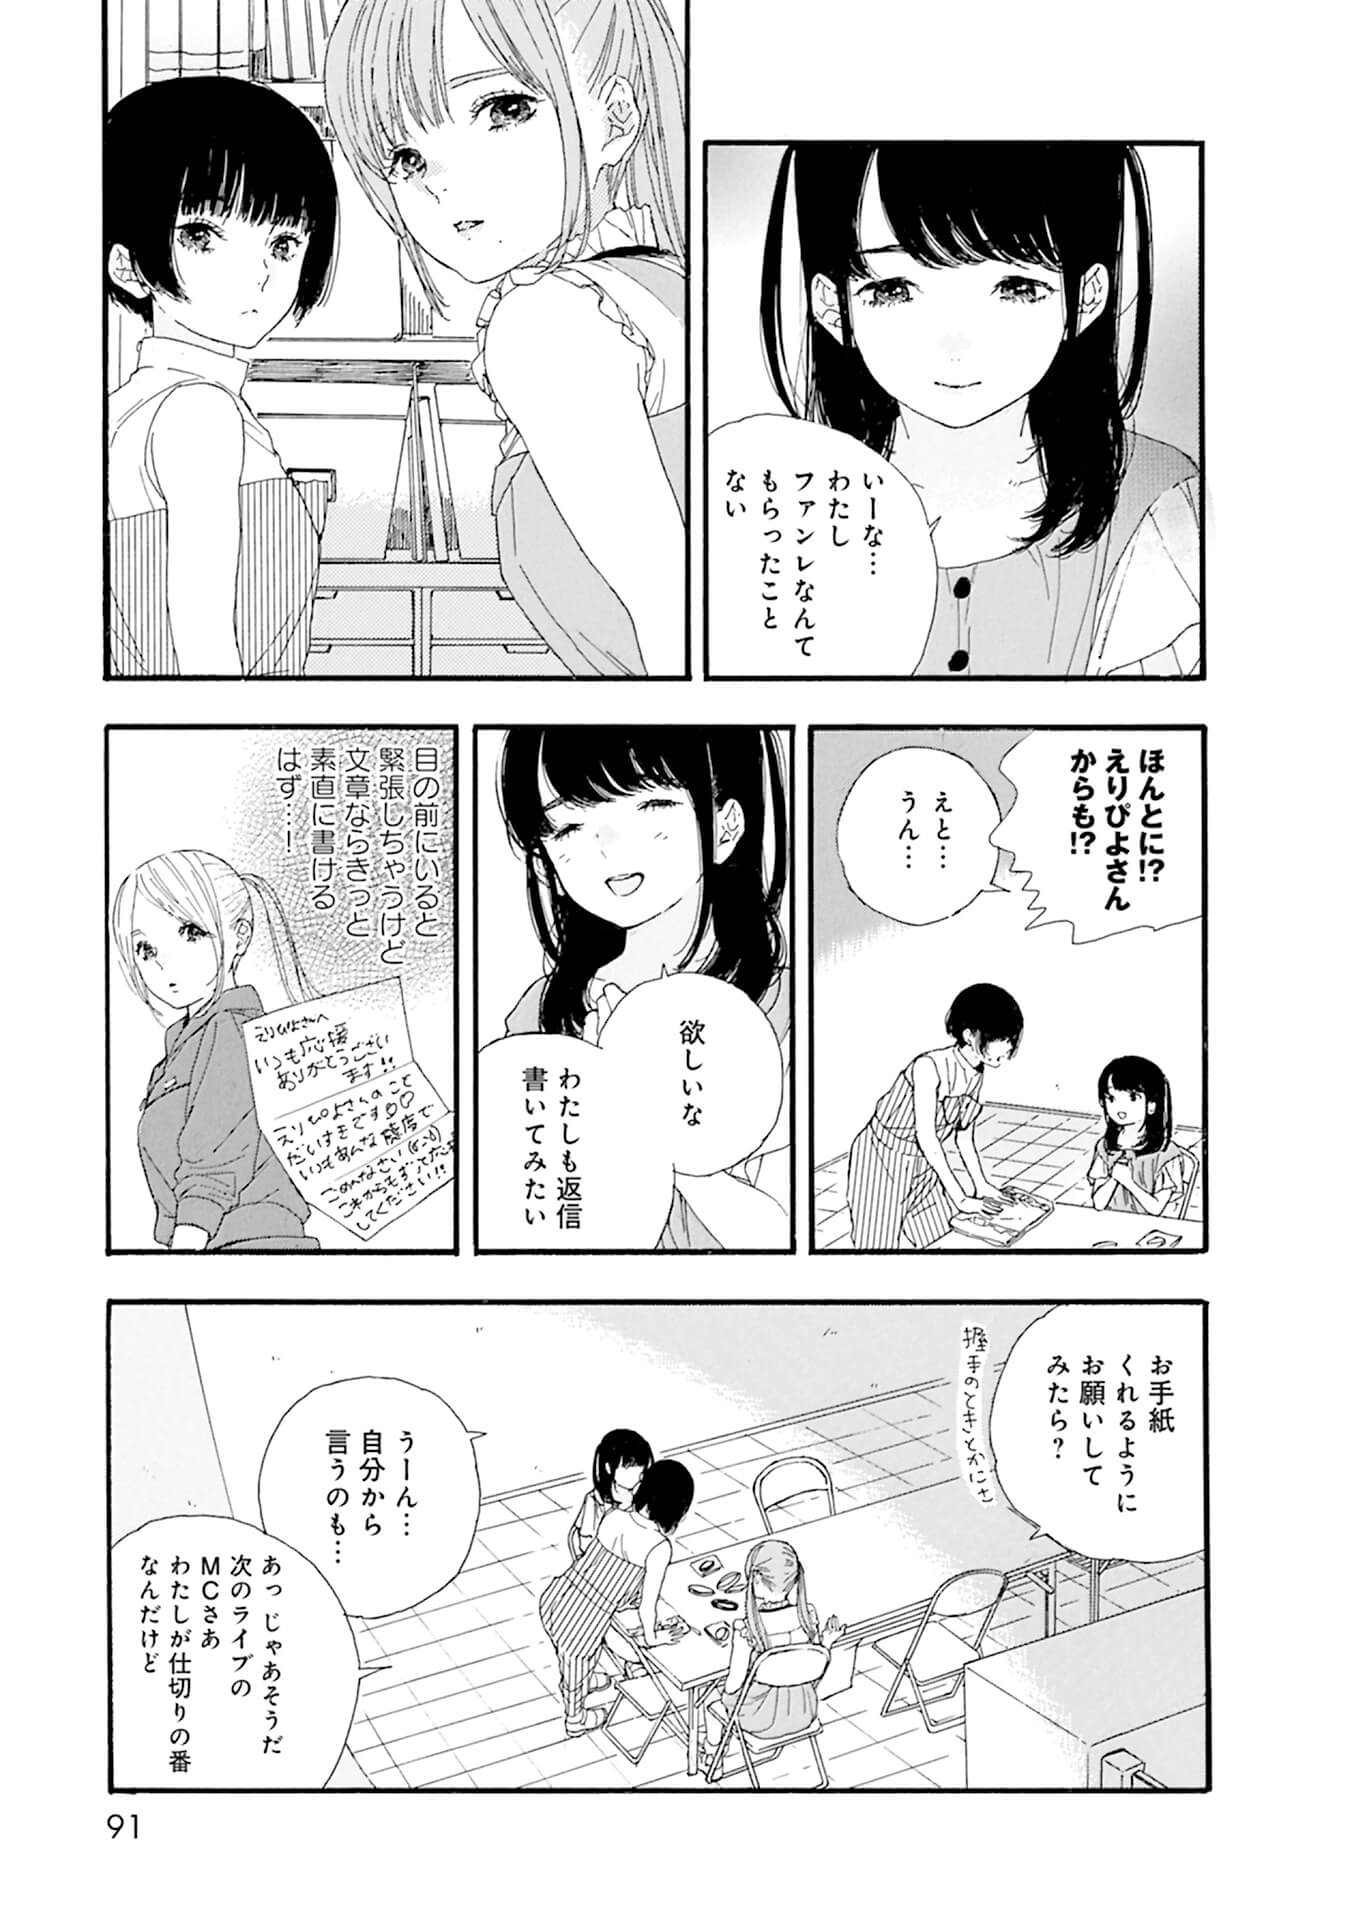 いーな…
わたし
ファンレなんて
もらったこと
ない
ほんとに!?
えりぴよさん
からも!?
えと…
うん…
欲しいな
わたしも返信
書いてみたい
目の前にいると
緊張しちゃうけど
文章ならきっと
素直に書ける
はず…!
えりぴよさんへ
いつも応援
ありがとうござい
ます!!
えりぴよさんのこと
だいすきです♡♡
いつもあんな態度で
ごめんなさい
これからもずっと
してください!!
お手紙
くれるように
お願いして
みたら?
握手のときとかにさ
うーん…
自分から
言うのも…
あっ じゃあそうだ
次のライブの
MCさあ
わたしが仕切りの番
なんだけど
91